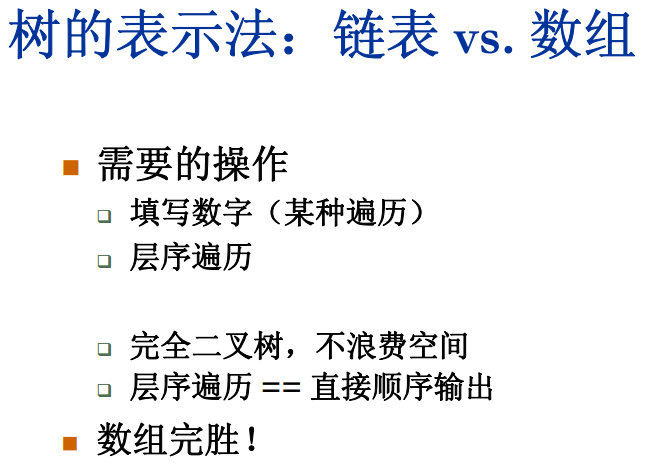 树的表示法：链表 vs. 数组
需要的操作
填写数字（某种遍历）
层序遍历
完全二叉树，不浪费空间
层序遍历 == 直接顺序输出
数组完胜！